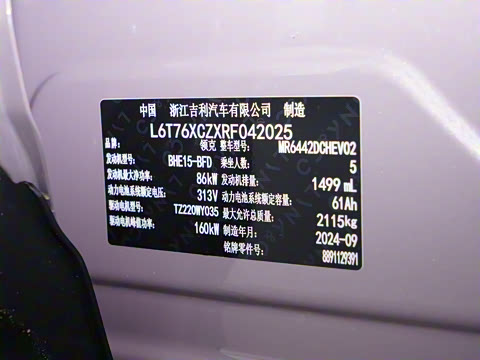 中国 浙江吉利汽车有限公司 制造
L6T76XCZXRF042025
品牌: 领克 整车型号: MR6442DCHEV02
发动机型号: BHE15-BFD 乘坐人数: 5
发动机最大净功率: 86kW 发动机排量: 1499 mL
动力电池系统额定电压: 313V 动力电池系统额定容量: 61Ah
驱动电机型号: TZ220WY035 最大允许总质量: 2115kg
驱动电机峰值功率: 160kW 制造年月: 2024-09
铭牌零件号: 8891129391